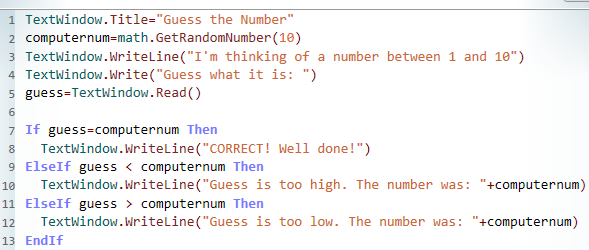 1 TextWindow.Title="Guess the Number"
2 computernum=math.GetRandomNumber(10)
3 TextWindow.WriteLine("I'm thinking of a number between 1 and 10")
4 TextWindow.Write("Guess what it is: ")
5 guess=TextWindow.Read()
6
7 If guess=computernum Then
8   TextWindow.WriteLine("CORRECT! Well done!")
9 ElseIf guess < computernum Then
10   TextWindow.WriteLine("Guess is too high. The number was: "+computernum)
11 ElseIf guess > computernum Then
12   TextWindow.WriteLine("Guess is too low. The number was: "+computernum)
13 EndIf